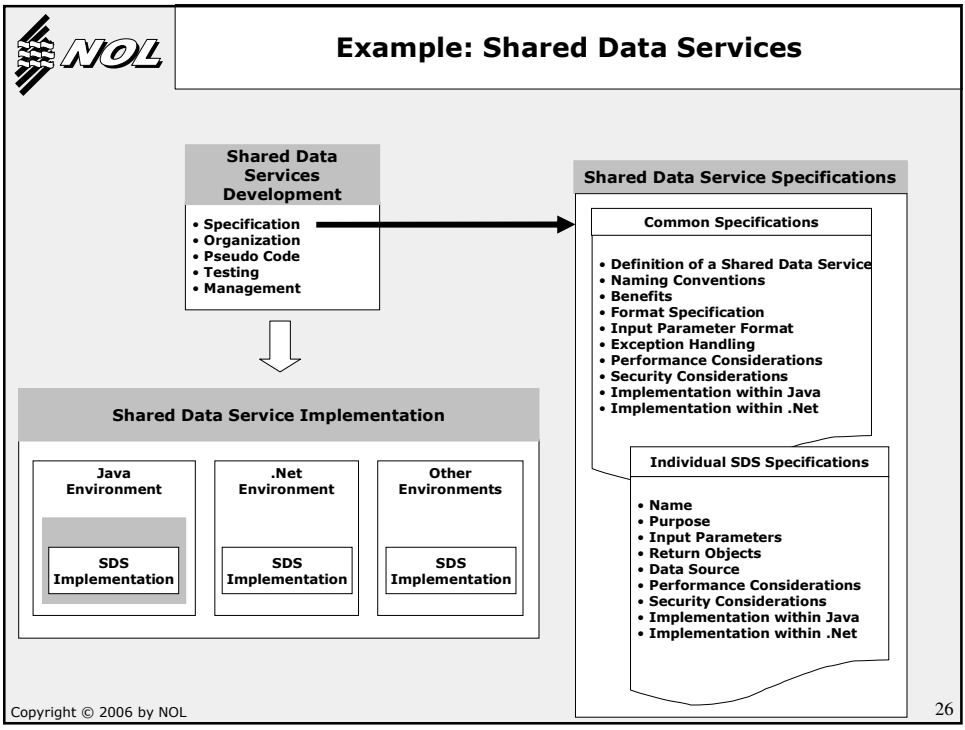 NOL
Example: Shared Data Services
Shared Data
Services
Development
• Specification
• Organization
• Pseudo Code
• Testing
• Management
Shared Data Service Specifications
Common Specifications
• Definition of a Shared Data Service
• Naming Conventions
• Benefits
• Format Specification
• Input Parameter Format
• Exception Handling
• Performance Considerations
• Security Considerations
• Implementation within Java
• Implementation within .Net
Individual SDS Specifications
• Name
• Purpose
• Input Parameters
• Return Objects
• Data Source
• Performance Considerations
• Security Considerations
• Implementation within Java
• Implementation within .Net
Shared Data Service Implementation
Java
Environment
SDS
Implementation
.Net
Environment
SDS
Implementation
Other
Environments
SDS
Implementation
Copyright © 2006 by NOL
26